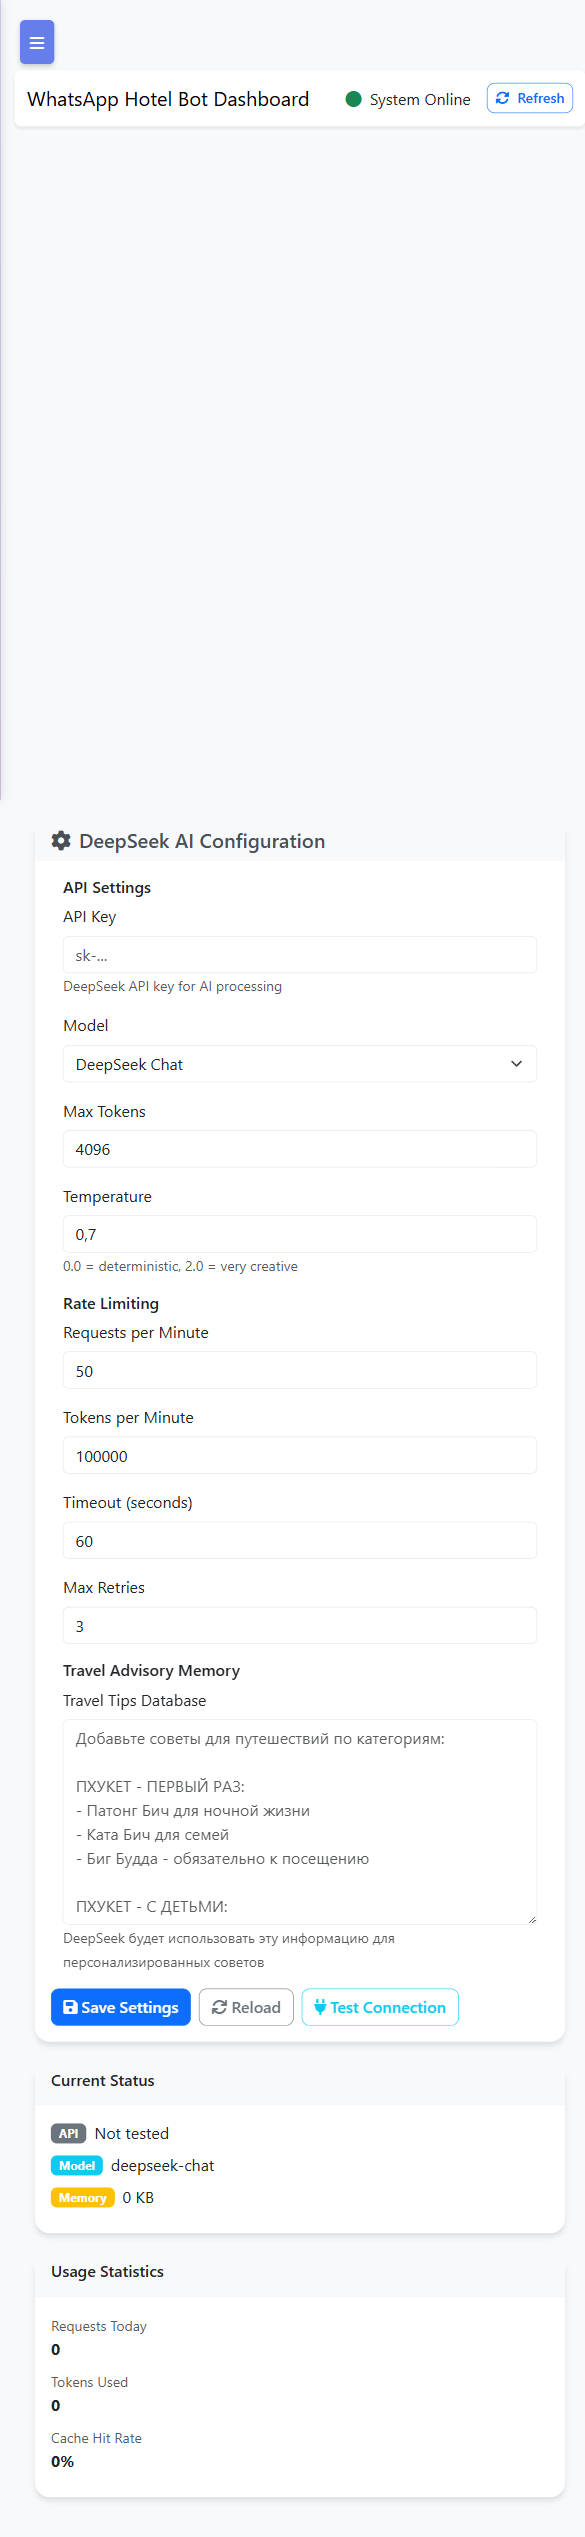 WhatsApp Hotel Bot Dashboard
System Online
Refresh
DeepSeek AI Configuration
API Settings
API Key
sk-...
DeepSeek API key for AI processing
Model
DeepSeek Chat
Max Tokens
4096
Temperature
0,7
0.0 = deterministic, 2.0 = very creative
Rate Limiting
Requests per Minute
50
Tokens per Minute
100000
Timeout (seconds)
60
Max Retries
3
Travel Advisory Memory
Travel Tips Database
Добавьте советы для путешествий по категориям:
ПХУКЕТ - ПЕРВЫЙ РАЗ:
- Патонг Бич для ночной жизни
- Ката Бич для семей
- Биг Будда - обязательно к посещению
ПХУКЕТ - С ДЕТЬМИ:
DeepSeek будет использовать эту информацию для
персонализированных советов
Save Settings
Reload
Test Connection
Current Status
API Not tested
Model deepseek-chat
Memory 0 KB
Usage Statistics
Requests Today
0
Tokens Used
0
Cache Hit Rate
0%